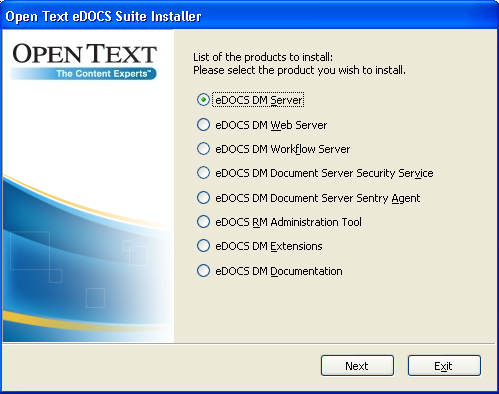 Open Text eDOCS Suite Installer
OPEN TEXT
The Content Experts™
List of the products to install:
Please select the product you wish to install.
eDOCS DM Server
eDOCS DM Web Server
eDOCS DM Workflow Server
eDOCS DM Document Server Security Service
eDOCS DM Document Server Sentry Agent
eDOCS RM Administration Tool
eDOCS DM Extensions
eDOCS DM Documentation
Next
Exit